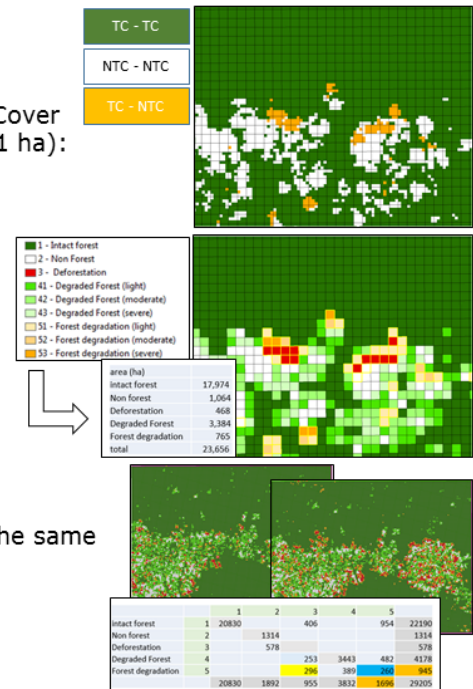 TC - TC
NTC - NTC
TC - NTC
Cover
1 ha):
1 - Intact forest
2 - Non Forest
3 - Deforestation
41 - Degraded Forest (light)
42 - Degraded Forest (moderate)
43 - Degraded Forest (severe)
51 - Forest degradation (light)
52 - Forest degradation (moderate)
53 - Forest degradation (severe)
area (ha)
intact forest 17,974
Non forest 1,064
Deforestation 468
Degraded Forest 3,384
Forest degradation 765
total 23,656
he same
1 2 3 4 5
Intact forest 1 20830 406 954 22190
Non forest 2 1314 1314
Deforestation 3 578 578
Degraded Forest 4 253 3443 482 4178
Forest degradation 5 296 389 260 945
20830 1892 955 3832 1696 29205